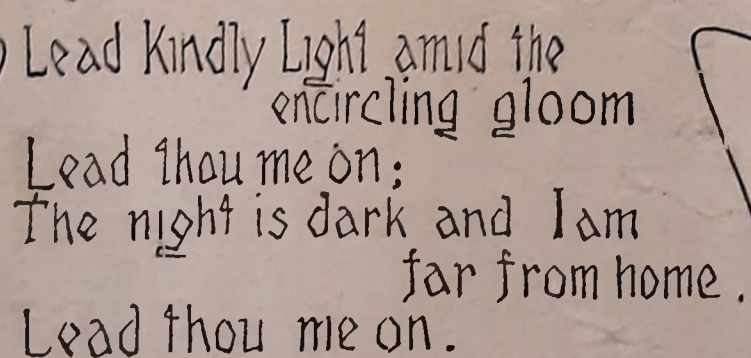 Lead Kindly Light amid the
encircling gloom
Lead thou me on;
The night is dark and I am
far from home.
Lead thou me on.